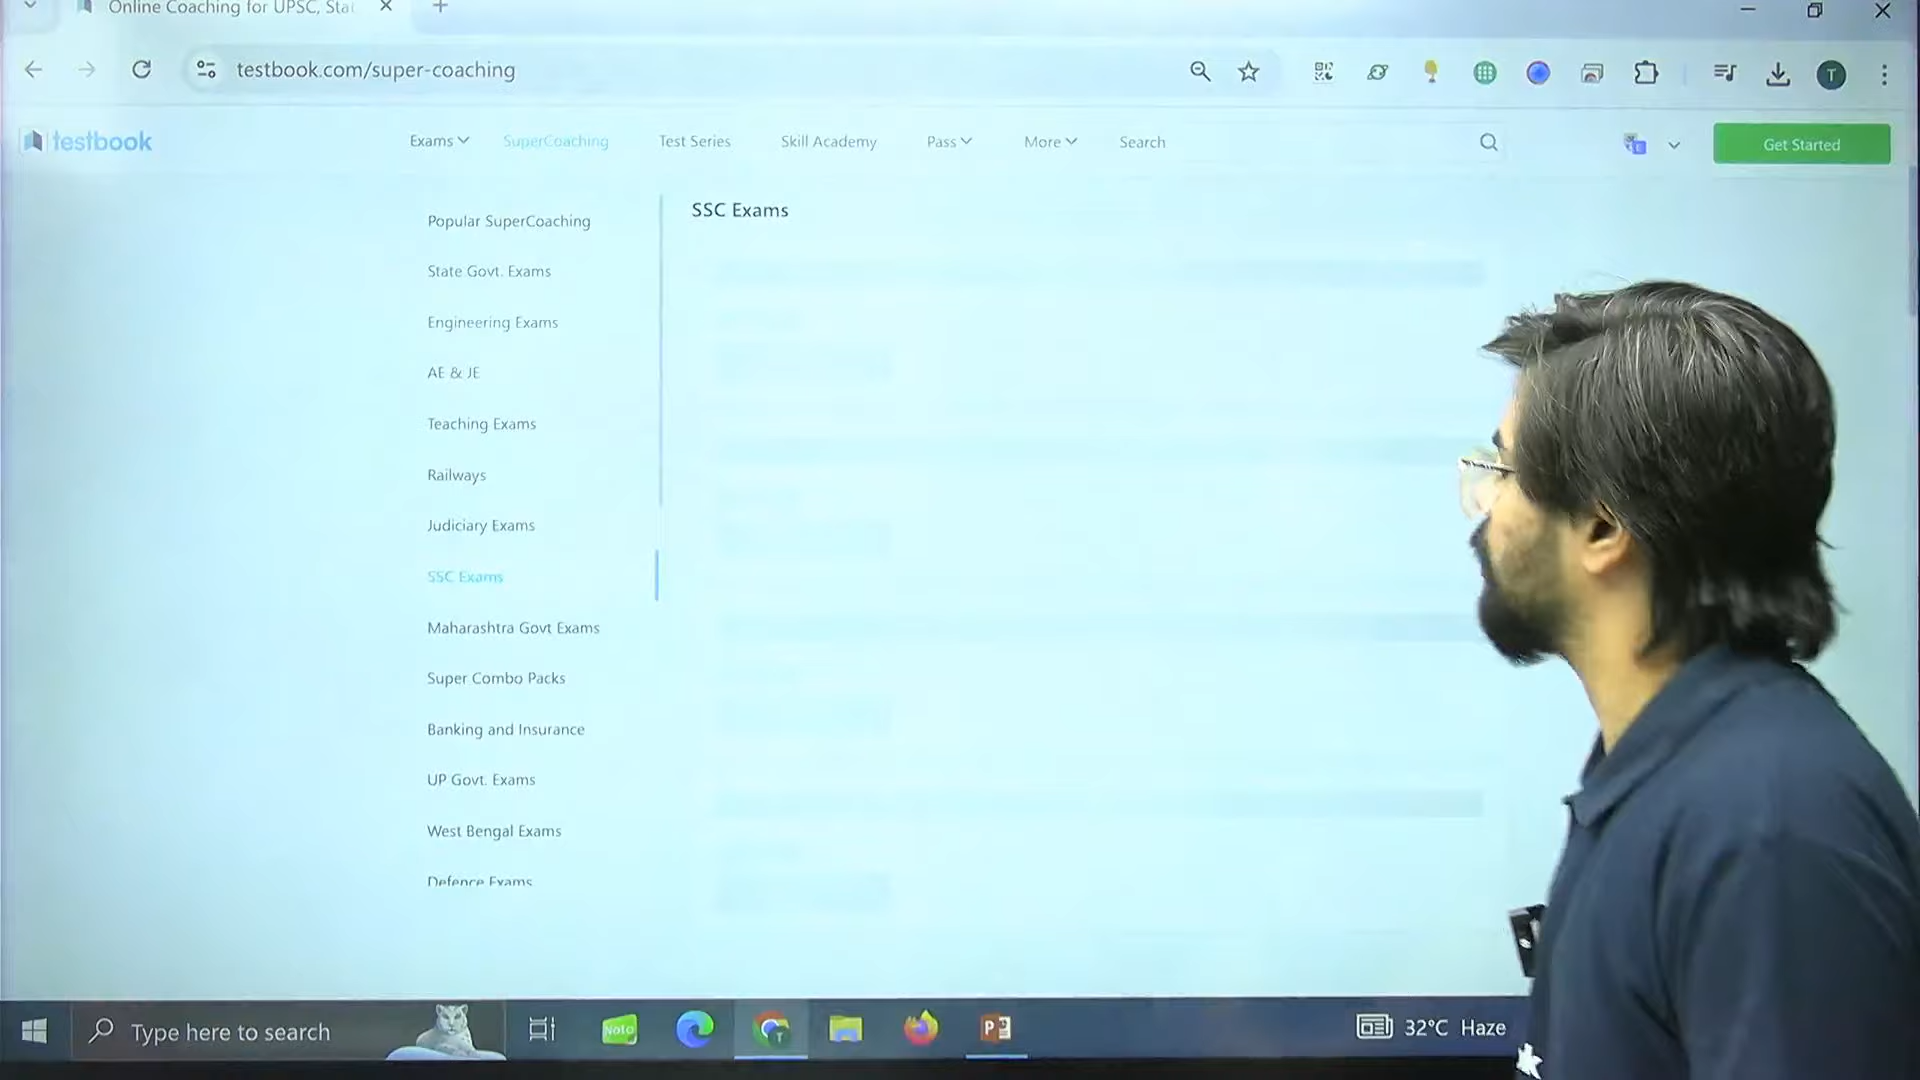 Online Coaching for UPSC, Sta
testbook.com/super-coaching
T
testbook
Exams
SuperCoaching
Test Series
Skill Academy
Pass
More
Search
Get Started
Popular SuperCoaching
State Govt. Exams
Engineering Exams
AE & JE
Teaching Exams
Railways
Judiciary Exams
SSC Exams
Maharashtra Govt Exams
Super Combo Packs
Banking and Insurance
UP Govt. Exams
West Bengal Exams
Defence Exams
SSC Exams
Type here to search
32°C Haze